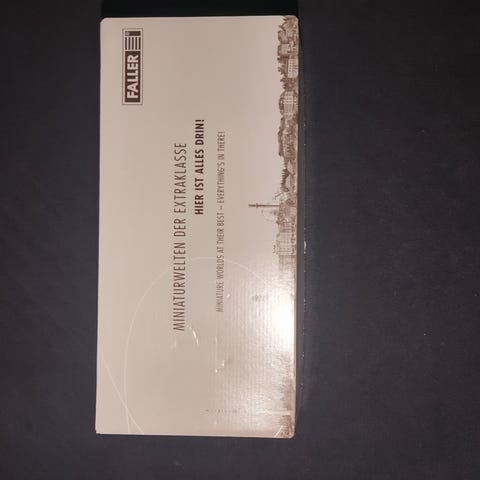 FALLER
MINIATURWELTEN DER EXTRAKLASSE
HIER IST ALLES DRIN!
MINIATURE WORLDS AT THEIR BEST – EVERYTHING'S IN THERE!